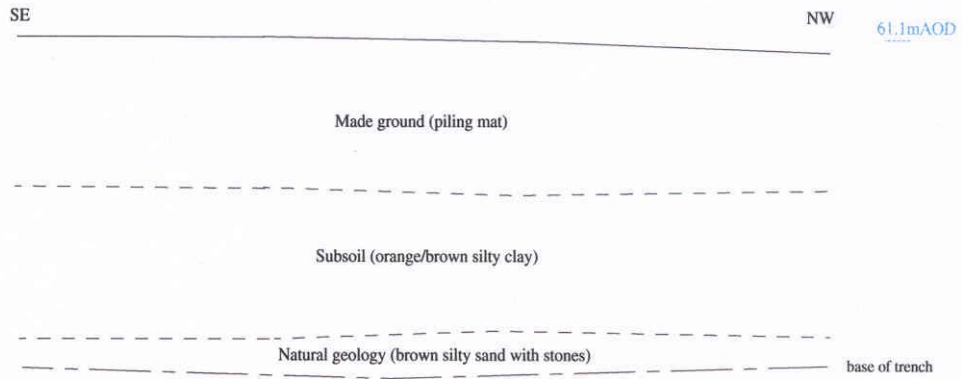 SE
NW
61.1mAOD
Made ground (piling mat)
Subsoil (orange/brown silty clay)
Natural geology (brown silty sand with stones)
base of trench